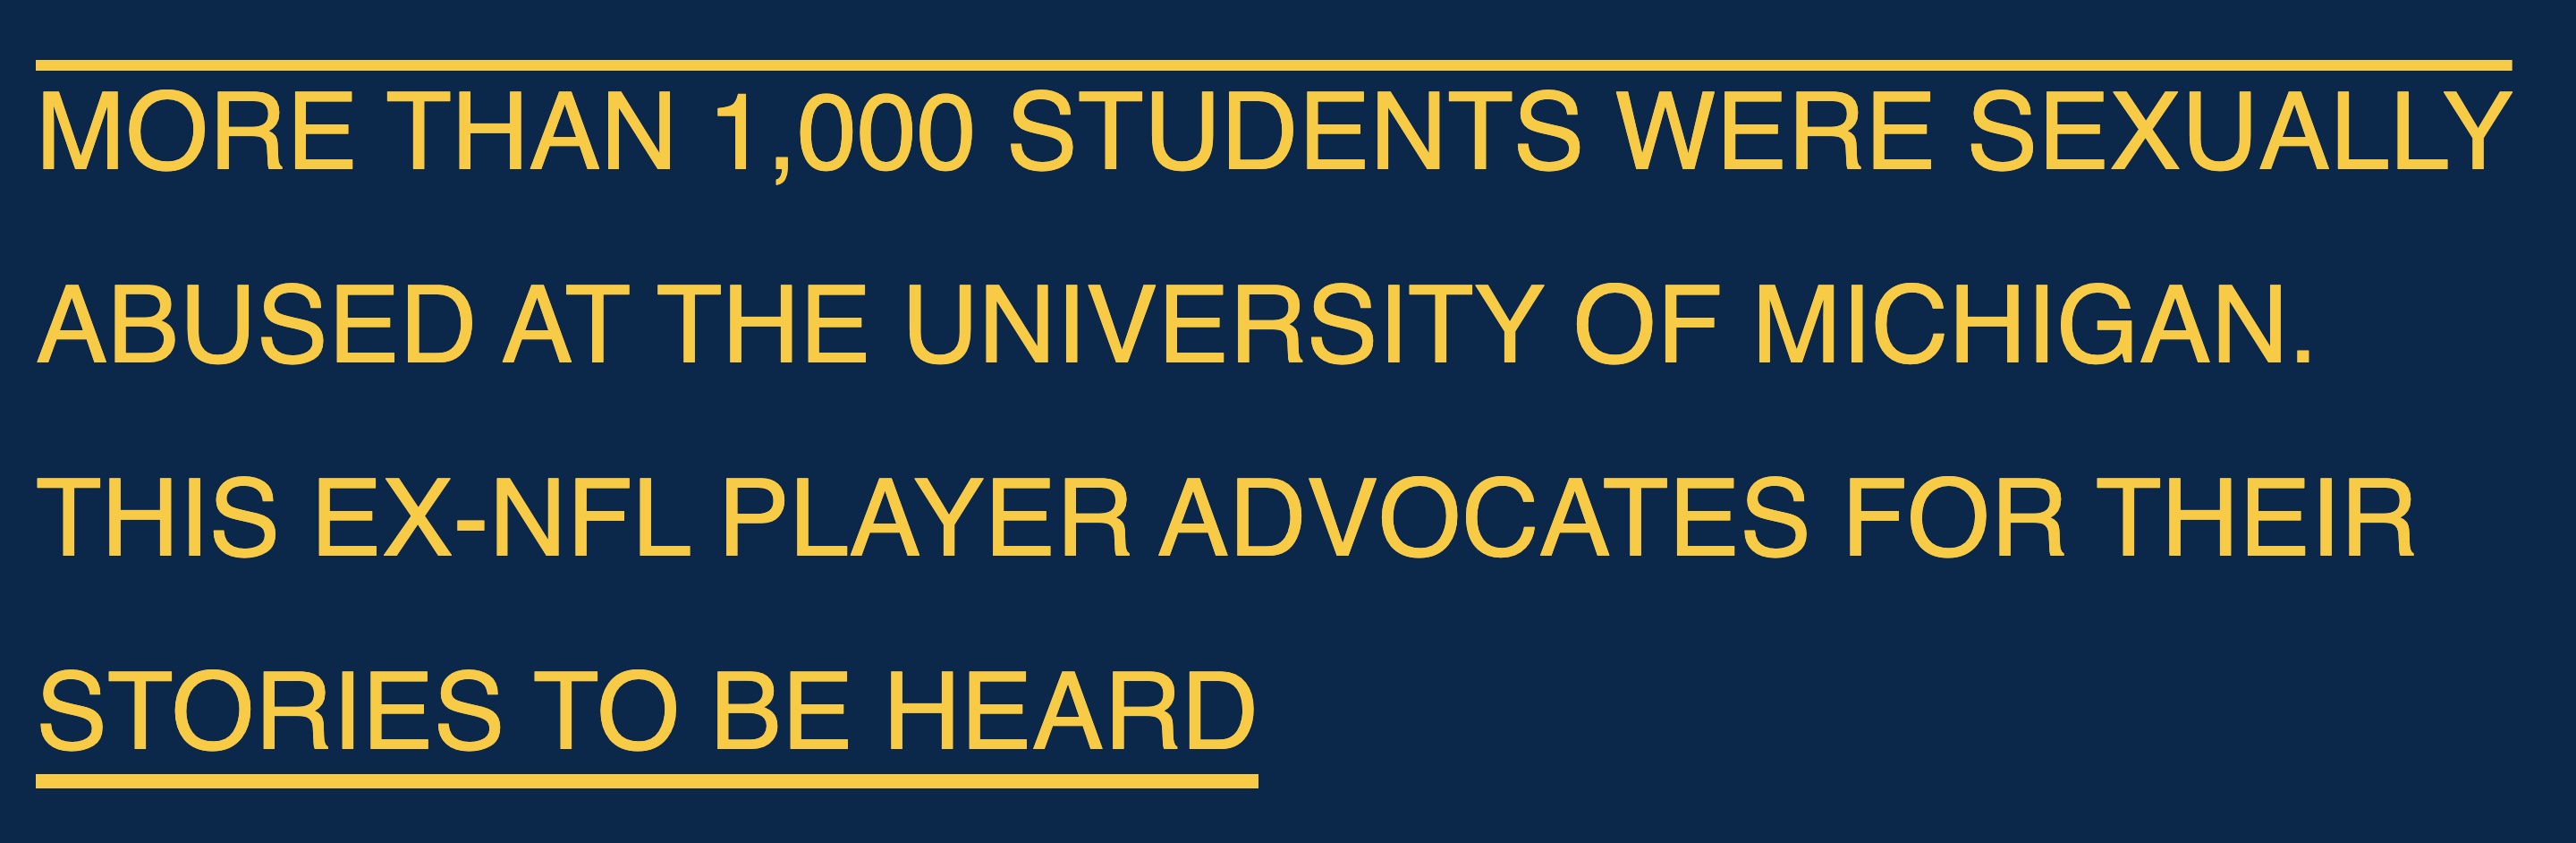 MORE THAN 1,000 STUDENTS WERE SEXUALLY
ABUSED AT THE UNIVERSITY OF MICHIGAN.
THIS EX-NFL PLAYER ADVOCATES FOR THEIR
STORIES TO BE HEARD